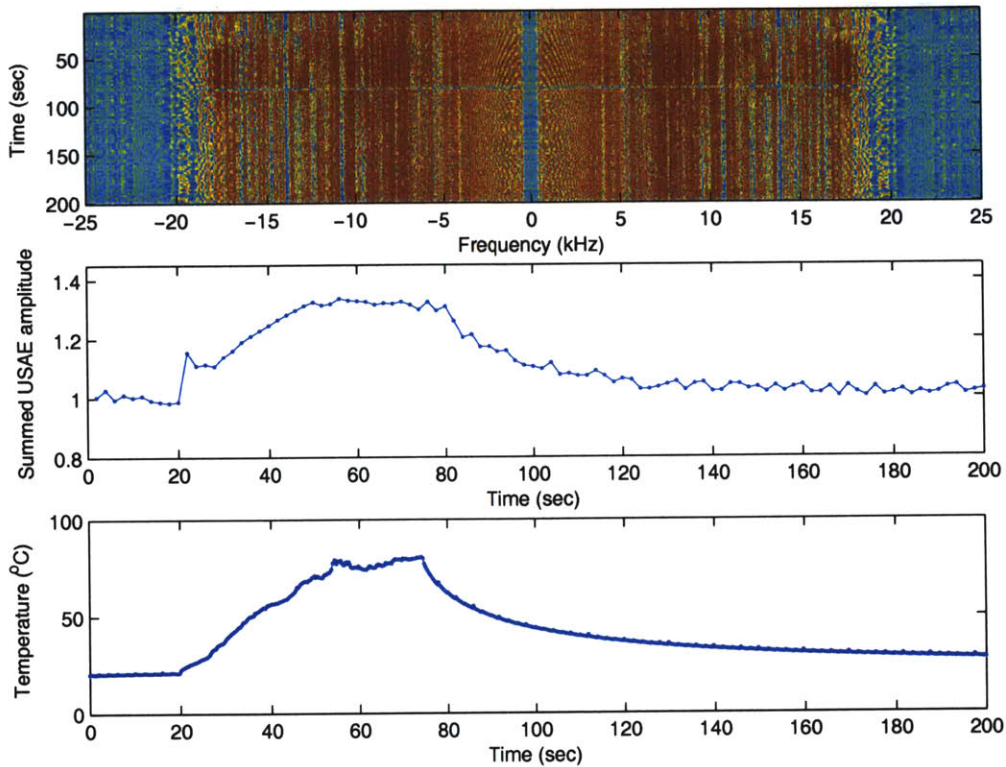 Time (sec)
50
100
150
200
−25 −20 −15 −10 −5 0 5 10 15 20 25
Frequency (kHz)
Summed USAE amplitude
1.4
1.2
1
0.8
0 20 40 60 80 100 120 140 160 180 200
Time (sec)
Temperature (⁰C)
100
50
0
0 20 40 60 80 100 120 140 160 180 200
Time (sec)